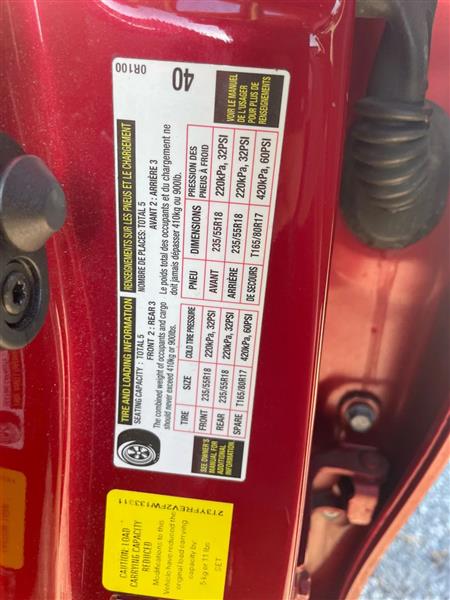 TIRE AND LOADING INFORMATION
RENSEIGNEMENTS SUR LES PNEUS ET LE CHARGEMENT
SEATING CAPACITY : TOTAL 5
FRONT 2 : REAR 3
The combined weight of occupants and cargo
should never exceed 410kg or 900lbs.
NOMBRE DE PLACES: TOTAL 5
AVANT 2 : ARRIÈRE 3
Le poids total des occupants et du chargement ne
doit jamais dépasser 410kg ou 900lb.
0R100
40
TIRE SIZE COLD TIRE PRESSURE
FRONT 235/55R18 220kPa, 32PSI
REAR 235/55R18 220kPa, 32PSI
SPARE T165/80R17 420kPa, 60PSI
PNEU DIMENSIONS PRESSION DES
PNEUS À FROID
AVANT 235/55R18 220kPa, 32PSI
ARRIÈRE 235/55R18 220kPa, 32PSI
DE SECOURS T165/80R17 420kPa, 60PSI
SEE OWNER'S
MANUAL FOR
ADDITIONAL
INFORMATION
VOIR LE MANUEL
DE L'USAGER
POUR PLUS DE
RENSEIGNEMENTS
CAUTION: LOAD
CARRYING CAPACITY
REDUCED
Modifications to this
Vehicle have reduced the
original load carrying
capacity by
5 kg or 11 lbs
SET